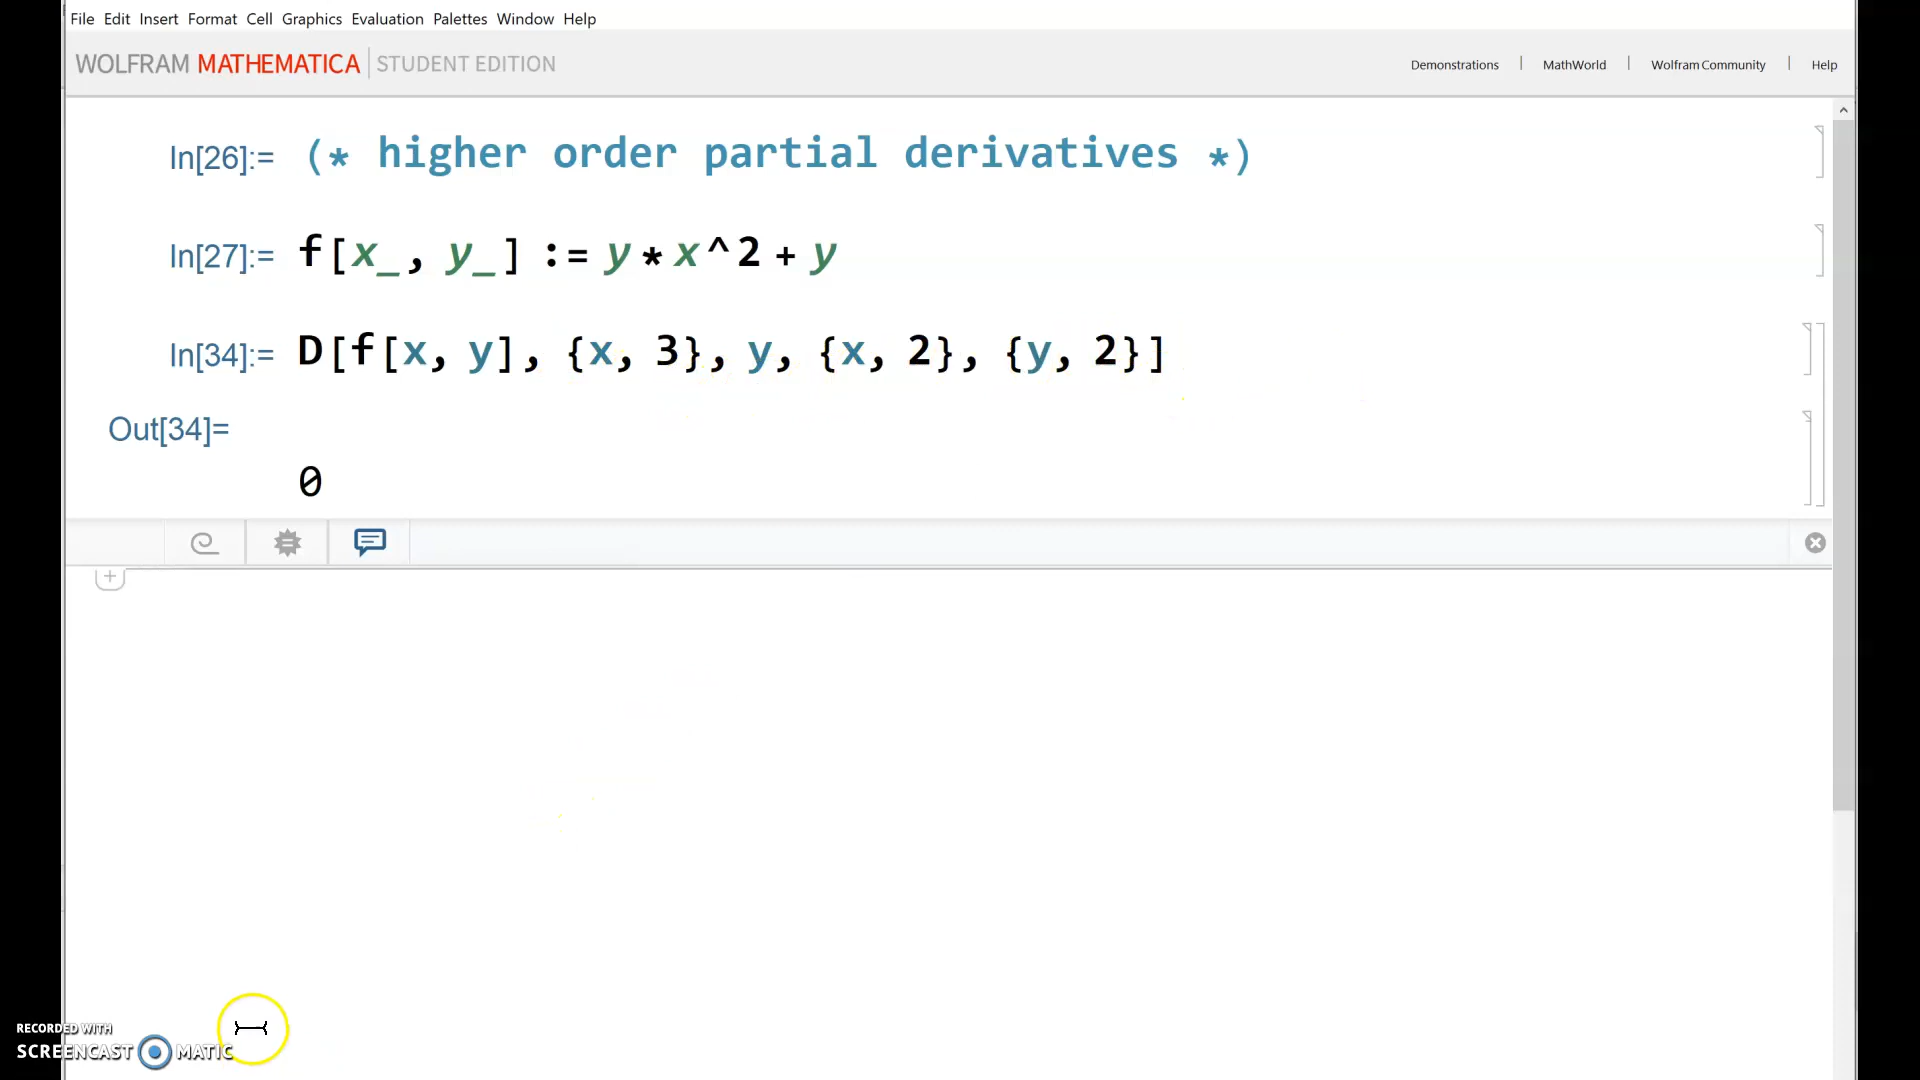 File Edit Insert Format Cell Graphics Evaluation Palettes Window Help
WOLFRAM MATHEMATICA | STUDENT EDITION
Demonstrations | MathWorld | Wolfram Community | Help
In[26]:= (* higher order partial derivatives *)
In[27]:= f[x_, y_] := y*x^2 + y
In[34]:= D[f[x, y], {x, 3}, y, {x, 2}, {y, 2}]
Out[34]=
0
RECORDED WITH
SCREENCAST MATIC